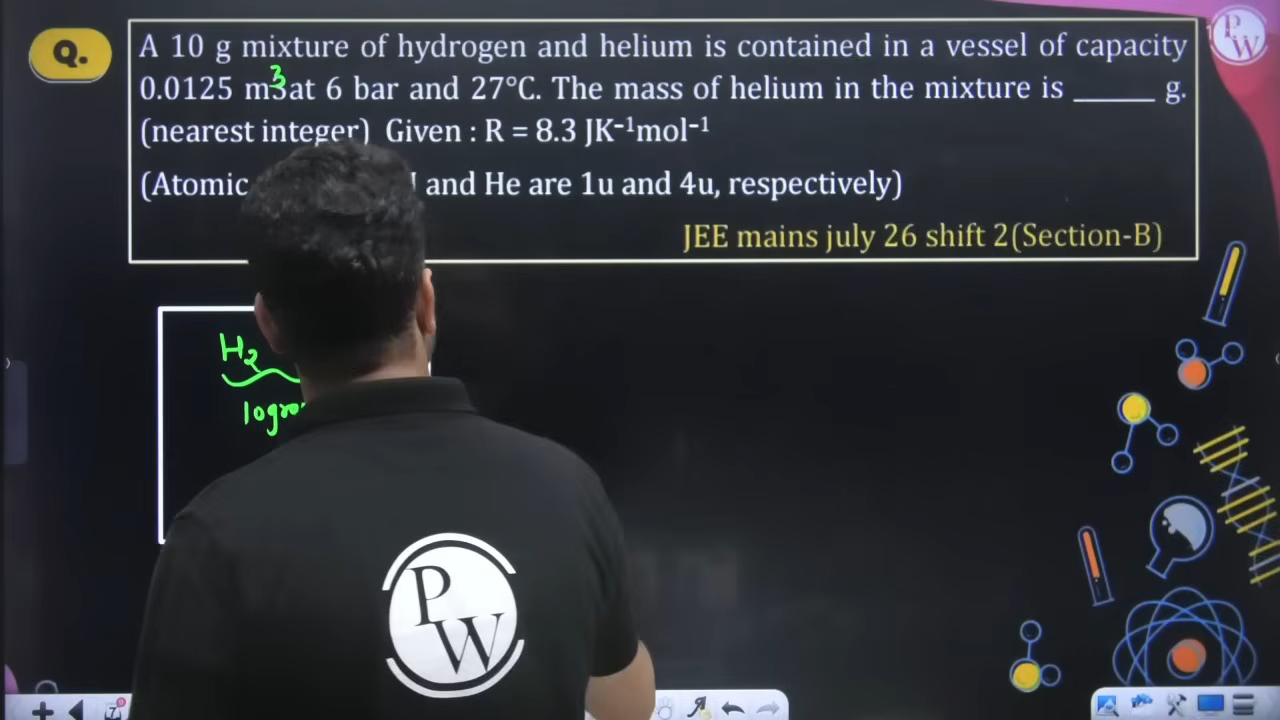 Q.
A 10 g mixture of hydrogen and helium is contained in a vessel of capacity
0.0125 m3 at 6 bar and 27°C. The mass of helium in the mixture is ______ g.
(nearest integer) Given : R = 8.3 JK⁻¹mol⁻¹
(Atomic and He are 1u and 4u, respectively)
JEE mains july 26 shift 2(Section-B)
H₂
10gra
PW
PW